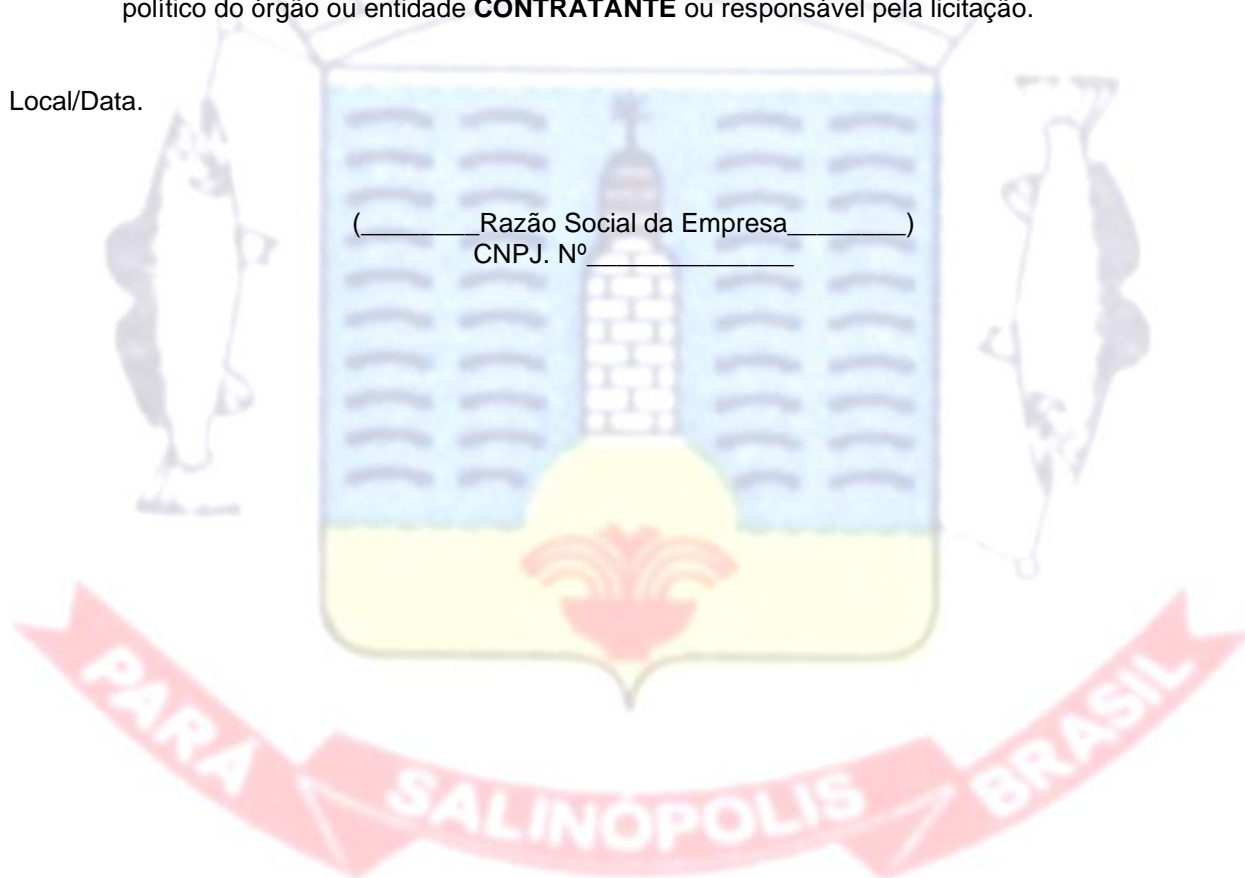 político do órgão ou entidade CONTRATANTE ou responsável pela licitação.
Local/Data.
(________Razão Social da Empresa________)
CNPJ. Nº______________
PARÁ
SALINÓPOLIS
BRASIL